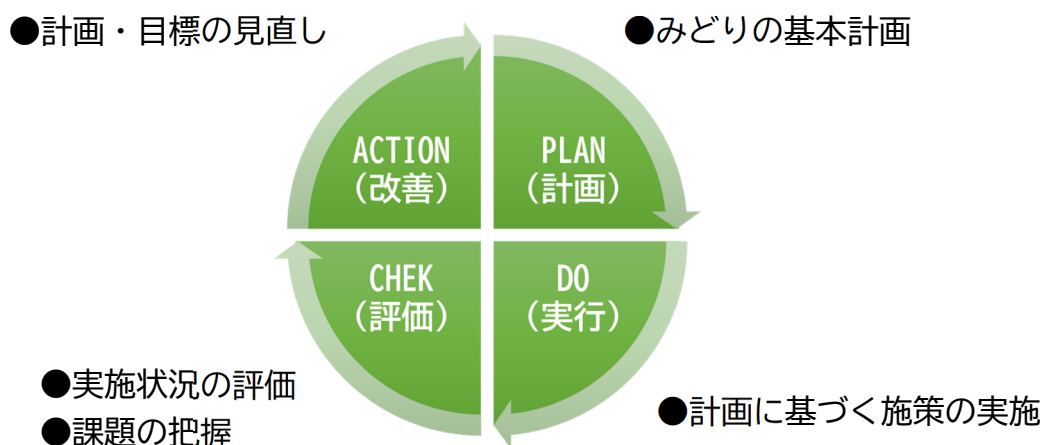 ●計画・目標の見直し
●みどりの基本計画
ACTION
(改善)
PLAN
(計画)
CHEK
(評価)
DO
(実行)
●実施状況の評価
●課題の把握
●計画に基づく施策の実施